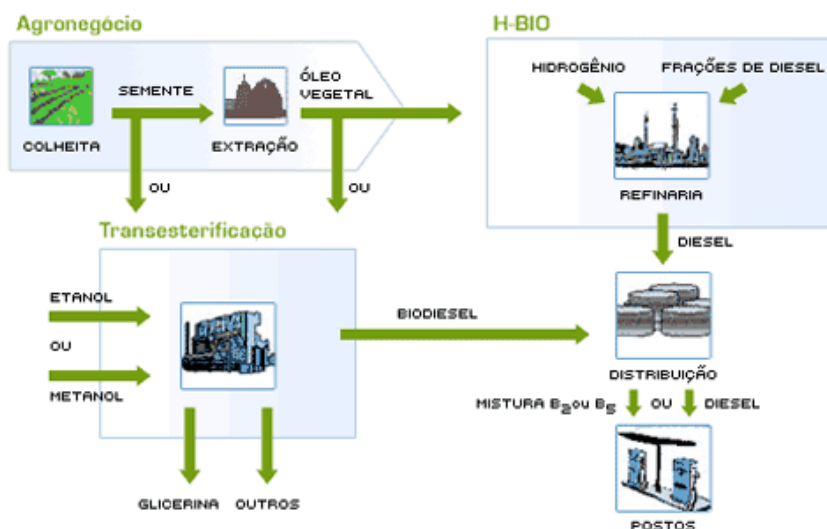 Agronegócio
COLHEITA
SEMENTE
EXTRAÇÃO
ÓLEO
VEGETAL
OU
OU
H-BIO
HIDROGÊNIO
FRAÇÕES DE DIESEL
REFINARIA
DIESEL
Transesterificação
ETANOL
OU
METANOL
BIODIESEL
GLICERINA
OUTROS
DISTRIBUIÇÃO
MISTURA B2 OU B5
OU
DIESEL
POSTOS